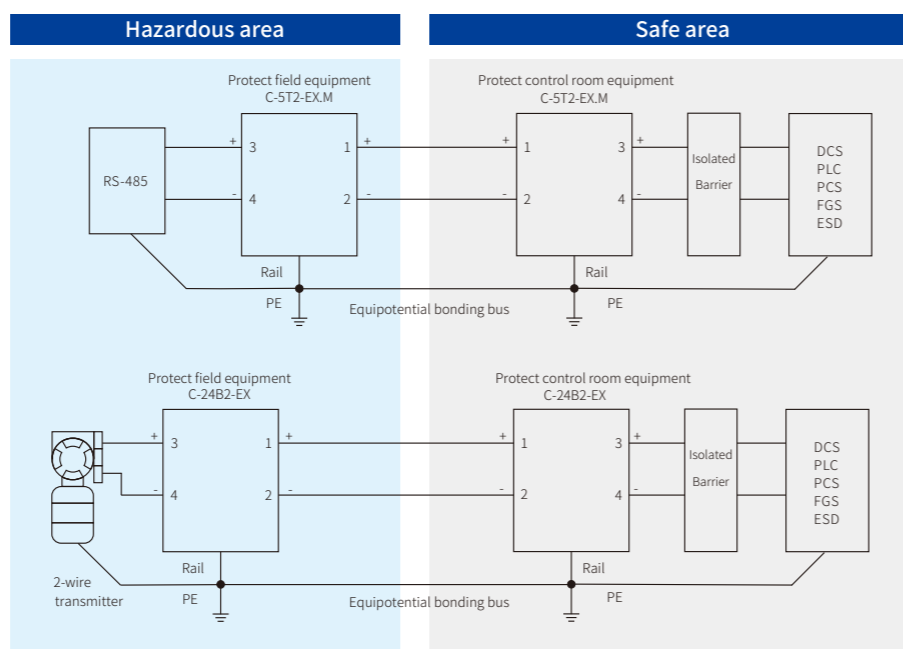 Hazardous area
Safe area
Protect field equipment
C-5T2-EX.M
Protect control room equipment
C-5T2-EX.M
RS-485
+ 3
1 +
- 4
2 -
+ 1
3 +
- 2
4 -
Isolated
Barrier
DCS
PLC
PCS
FGS
ESD
Rail
PE
Equipotential bonding bus
Rail
PE
Protect field equipment
C-24B2-EX
Protect control room equipment
C-24B2-EX
+ 3
1 +
- 4
2 -
+ 1
3 +
- 2
4 -
Isolated
Barrier
DCS
PLC
PCS
FGS
ESD
2-wire
transmitter
Rail
PE
Equipotential bonding bus
Rail
PE